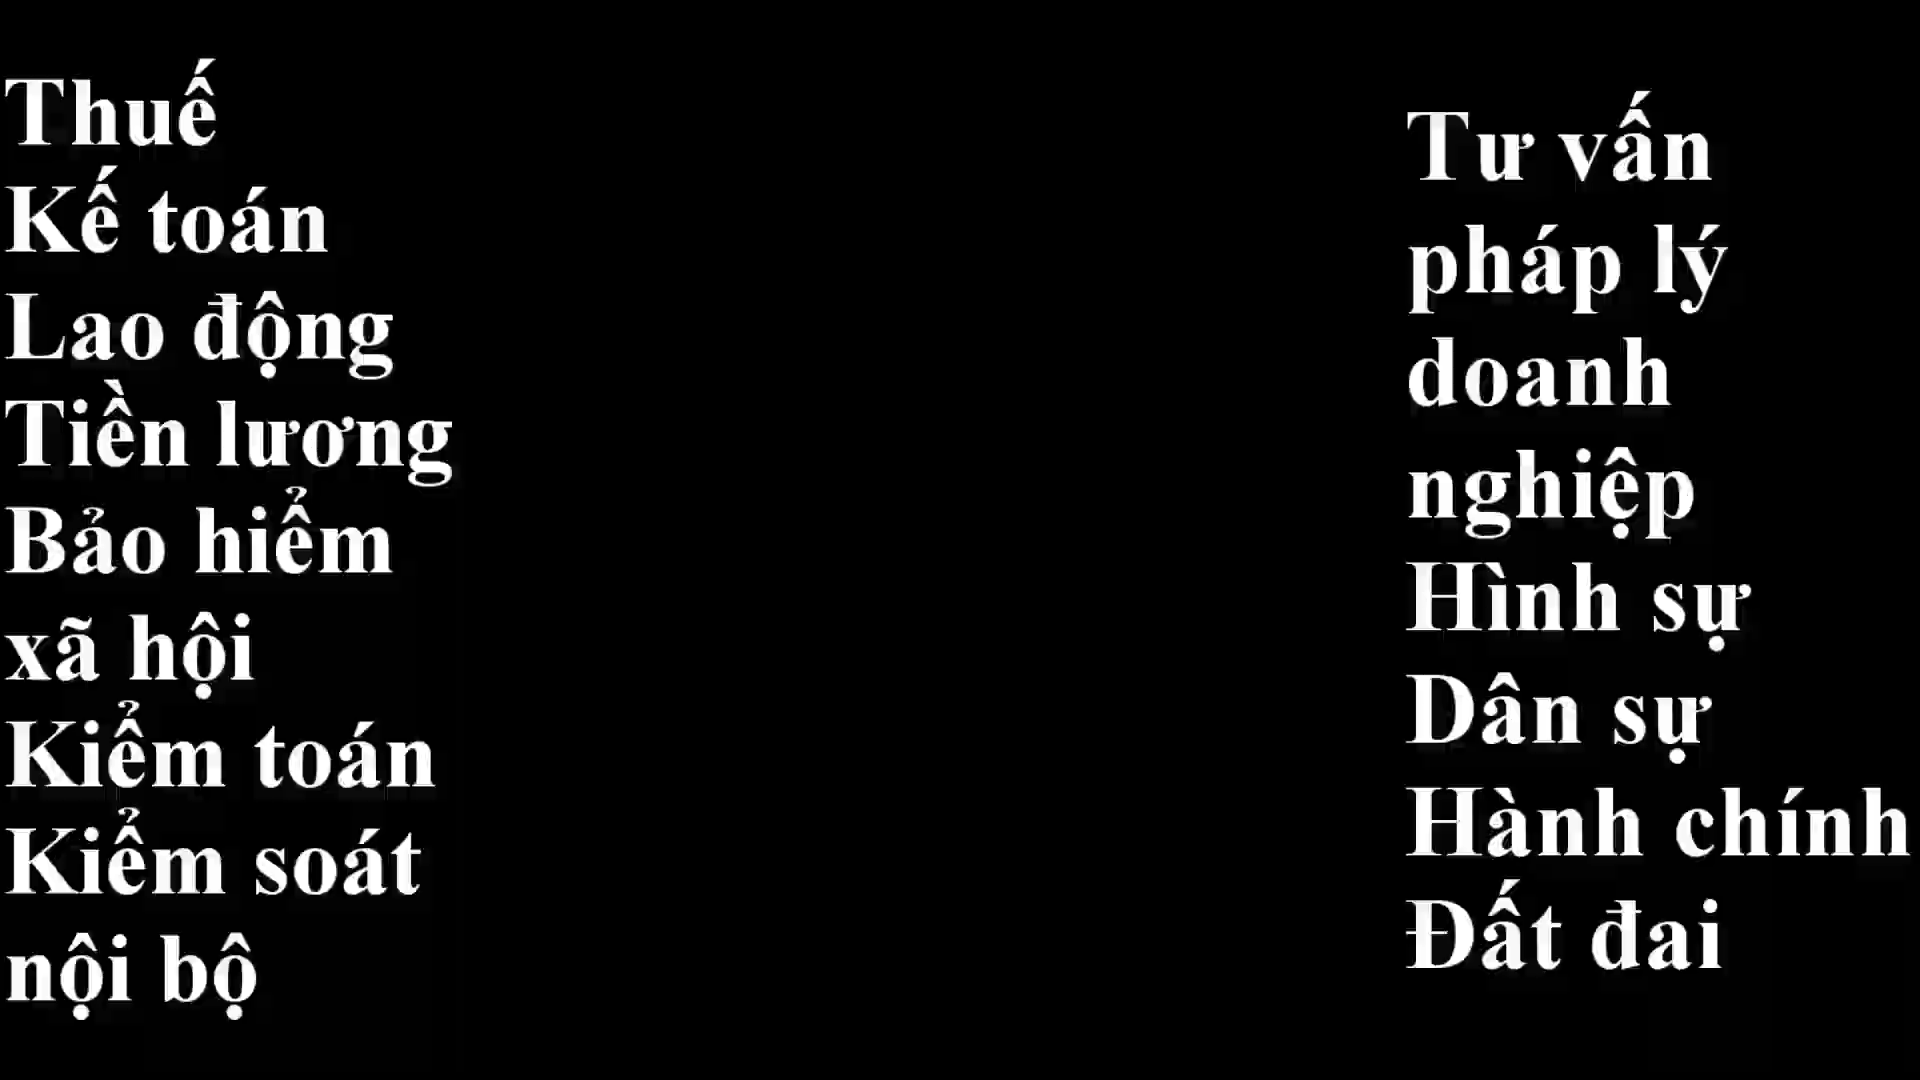 Thuế
Kế toán
Lao động
Tiền lương
Bảo hiểm
xã hội
Kiểm toán
Kiểm soát
nội bộ
Tư vấn
pháp lý
doanh
nghiệp
Hình sự
Dân sự
Hành chính
Đất đai